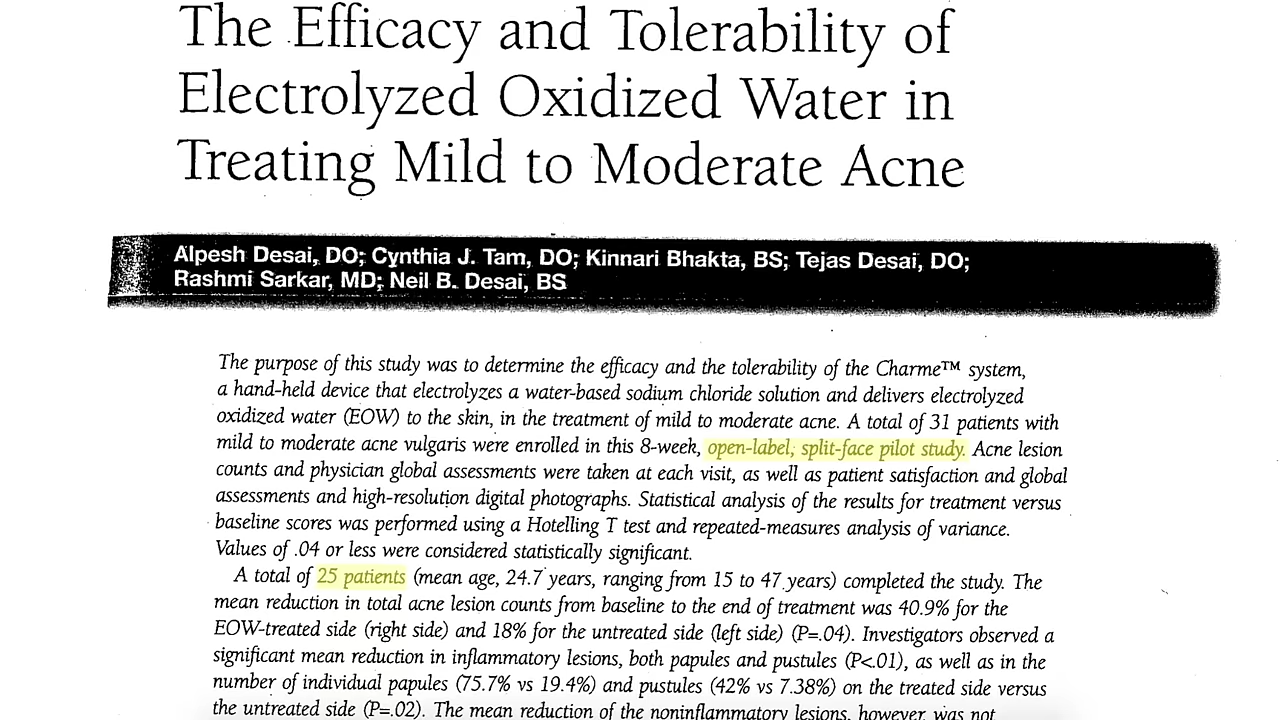 The Efficacy and Tolerability of
Electrolyzed Oxidized Water in
Treating Mild to Moderate Acne
Alpesh Desai, DO; Cynthia J. Tam, DO; Kinnari Bhakta, BS; Tejas Desai, DO;
Rashmi Sarkar, MD; Neil B. Desai, BS
The purpose of this study was to determine the efficacy and the tolerability of the Charme™ system,
a hand-held device that electrolyzes a water-based sodium chloride solution and delivers electrolyzed
oxidized water (EOW) to the skin, in the treatment of mild to moderate acne. A total of 31 patients with
mild to moderate acne vulgaris were enrolled in this 8-week, open-label, split-face pilot study. Acne lesion
counts and physician global assessments were taken at each visit, as well as patient satisfaction and global
assessments and high-resolution digital photographs. Statistical analysis of the results for treatment versus
baseline scores was performed using a Hotelling T test and repeated-measures analysis of variance.
Values of .04 or less were considered statistically significant.
A total of 25 patients (mean age, 24.7 years, ranging from 15 to 47 years) completed the study. The
mean reduction in total acne lesion counts from baseline to the end of treatment was 40.9% for the
EOW-treated side (right side) and 18% for the untreated side (left side) (P=.04). Investigators observed a
significant mean reduction in inflammatory lesions, both papules and pustules (P<.01), as well as in the
number of individual papules (75.7% vs 19.4%) and pustules (42% vs 7.38%) on the treated side versus
the untreated side (P=.02). The mean reduction of the noninflammatory lesions, however, was not